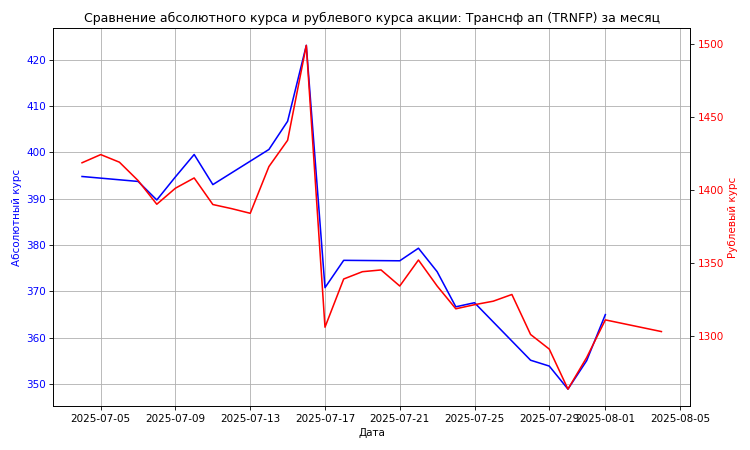 Сравнение абсолютного курса и рублевого курса акции: Транснф ап (TRNFP) за месяц
420
410
400
390
380
370
360
350
Абсолютный курс
1500
1450
1400
1350
1300
Рублевый курс
2025-07-05 2025-07-09 2025-07-13 2025-07-17 2025-07-21 2025-07-25 2025-07-29 2025-08-01 2025-08-05
Дата